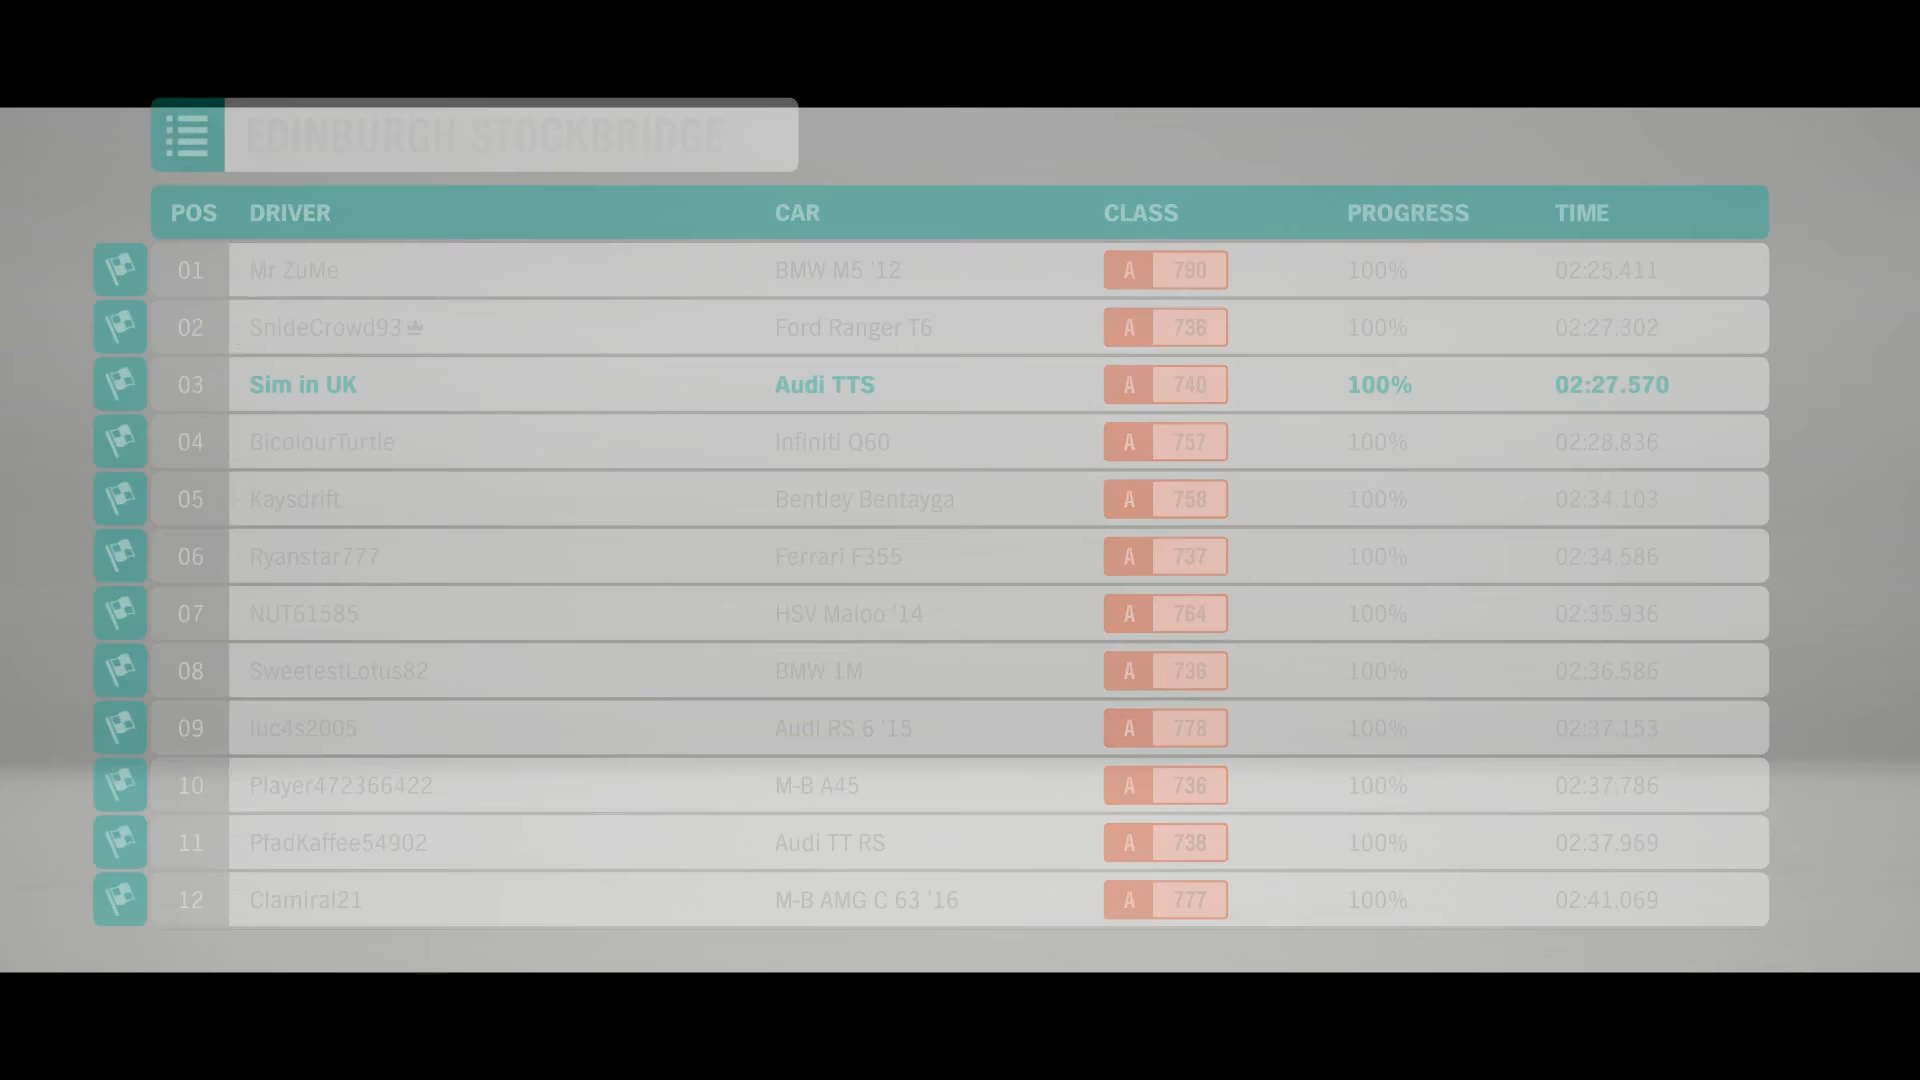 EDINBURGH STOCKBRIDGE
POS DRIVER CAR CLASS PROGRESS TIME
01 Mr ZuMe BMW M5 '12 A 790 100% 02:25.411
02 SnideCrowd93 Ford Ranger T6 A 736 100% 02:27.302
03 Sim in UK Audi TTS A 740 100% 02:27.570
04 BicolourTurtle Infiniti Q60 A 757 100% 02:28.836
05 Kaysdrift Bentley Bentayga A 758 100% 02:34.103
06 Ryanstar777 Ferrari F355 A 737 100% 02:34.586
07 NUT61585 HSV Maloo '14 A 764 100% 02:35.936
08 SweetestLotus82 BMW 1M A 736 100% 02:36.586
09 luc4s2005 Audi RS 6 '15 A 778 100% 02:37.153
10 Player472366422 M-B A45 A 736 100% 02:37.786
11 PfadKaffee54902 Audi TT RS A 738 100% 02:37.969
12 Clamiral21 M-B AMG C 63 '16 A 777 100% 02:41.069